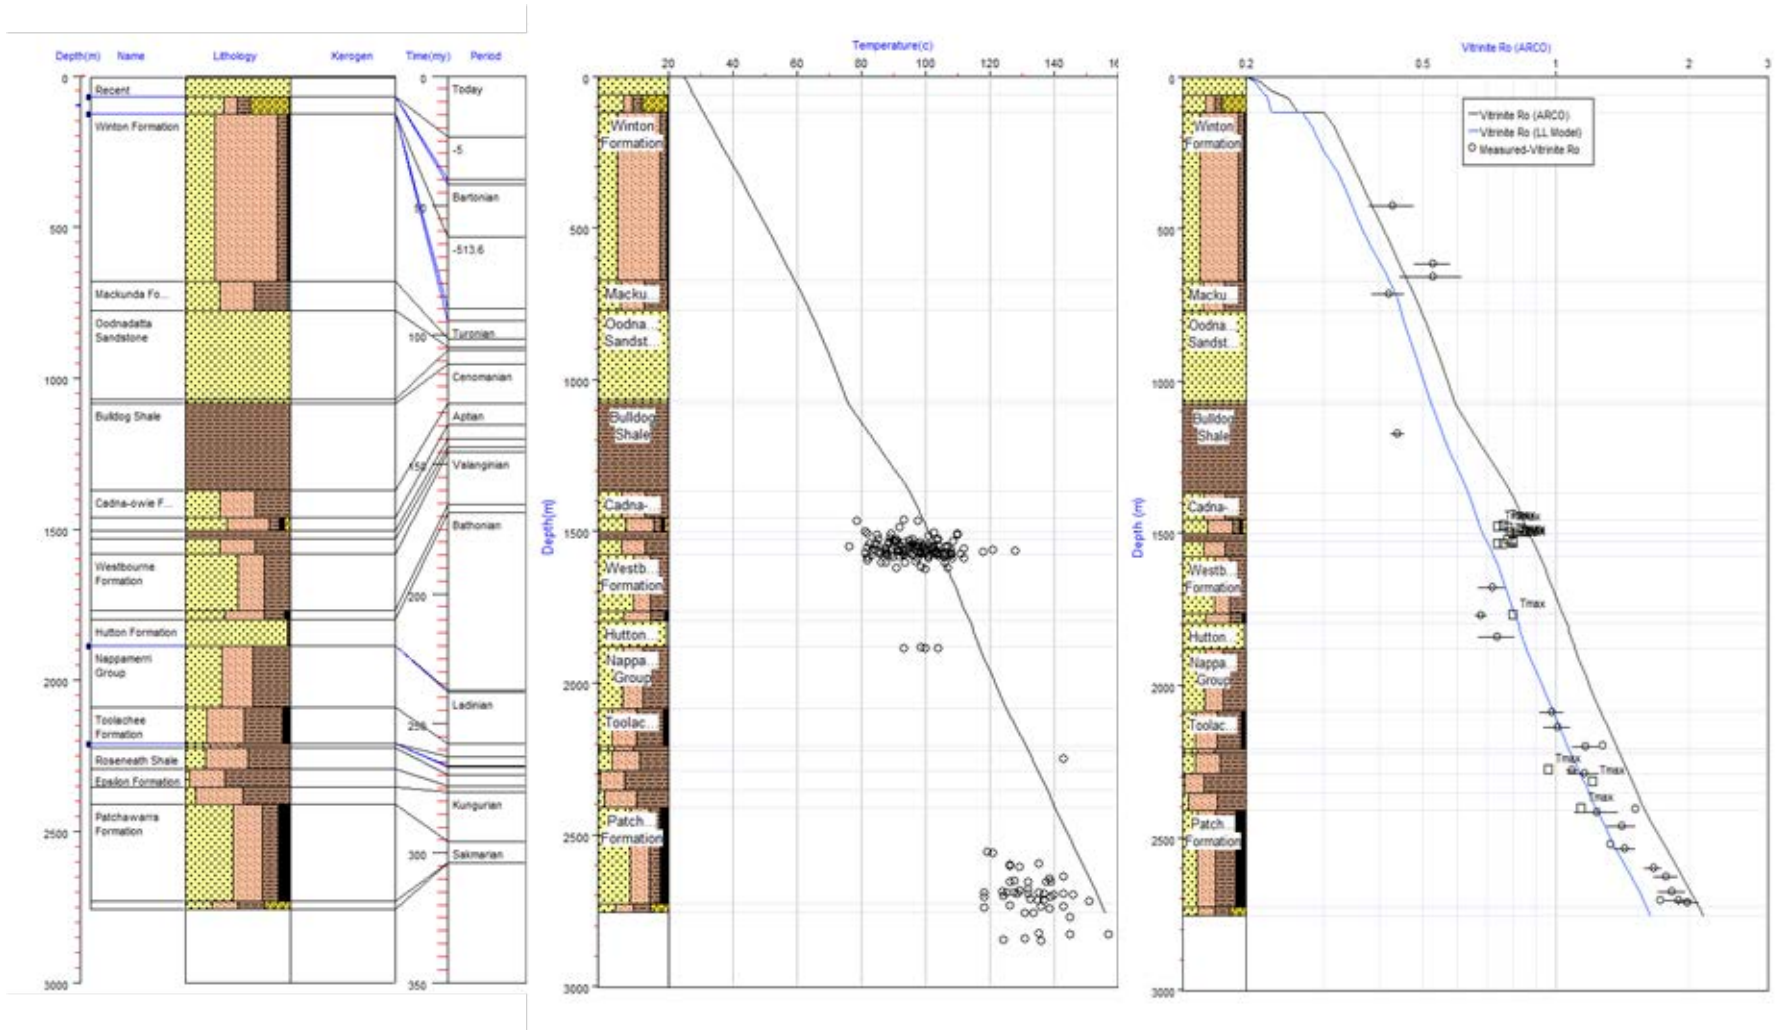 Depth(m) Name Lithology Kerogen Time(my) Period
0
500
1000
1500
2000
2500
3000
Recent
Winton Formation
Mackunda Fo...
Oodnadatta
Sandstone
Bulldog Shale
Cadna-owie F...
Westbourne
Formation
Hutton Formation
Nappamerri
Group
Toolachee
Formation
Roseneath Shale
Epsilon Formation
Patchawarra
Formation
0
50
100
150
200
250
300
350
Today
-5
Bartonian
-513.6
Turonian
Cenomanian
Aptian
Valanginian
Bathonian
Ladinian
Kungurian
Sakmarian
Temperature(c)
20 40 60 80 100 120 140 16
Depth(m)
0
500
1000
1500
2000
2500
3000
Winton
Formation
Macku...
Oodna...
Sandst...
Bulldog
Shale
Cadna-...
Westb...
Formation
Hutton...
Nappa...
Group
Toolac...
Patch...
Formation
Vitrinite Ro (ARCO)
0.2 0.5 1 2 3
Depth (m)
0
500
1000
1500
2000
2500
3000
Winton
Formation
Macku...
Oodna...
Sandst...
Bulldog
Shale
Cadna-
Westb...
Formation
Hutton...
Nappa...
Group
Toolac...
Patch...
Formation
Vitrinite Ro (ARCO)
Vitrinite Ro (LL Model)
Measured-Vitrinite Ro
Tmax
Tmax
Tmax
Tmax